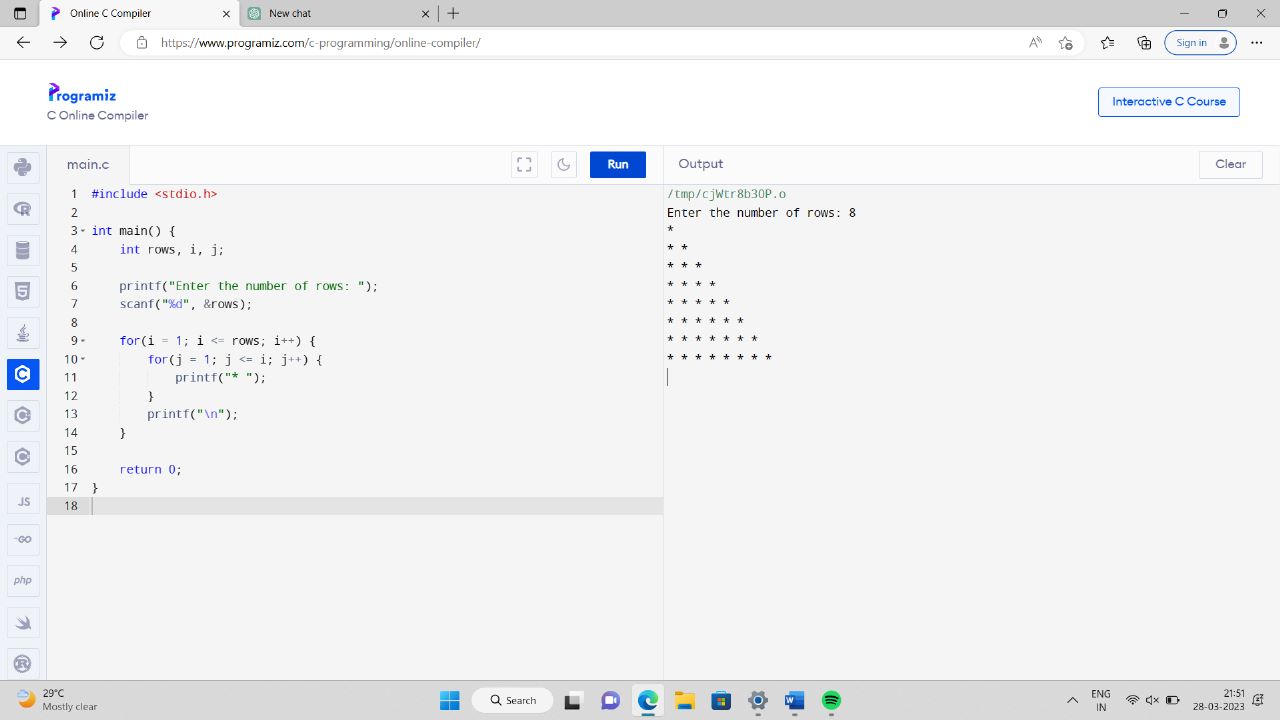 Online C Compiler
New chat
https://www.programiz.com/c-programming/online-compiler/
Sign in
Programiz
C Online Compiler
Interactive C Course
main.c
Run
Output
Clear
1 #include <stdio.h>
2
3 int main() {
4     int rows, i, j;
5
6     printf("Enter the number of rows: ");
7     scanf("%d", &rows);
8
9     for(i = 1; i <= rows; i++) {
10         for(j = 1; j <= i; j++) {
11             printf("* ");
12         }
13         printf("\n");
14     }
15
16     return 0;
17 }
18
/tmp/cjWtr8b3OP.o
Enter the number of rows: 8
*
* *
* * *
* * * *
* * * * *
* * * * * *
* * * * * * *
* * * * * * * *
JS
GO
php
29°C
Mostly clear
Search
ENG
IN
21:51
28-03-2023